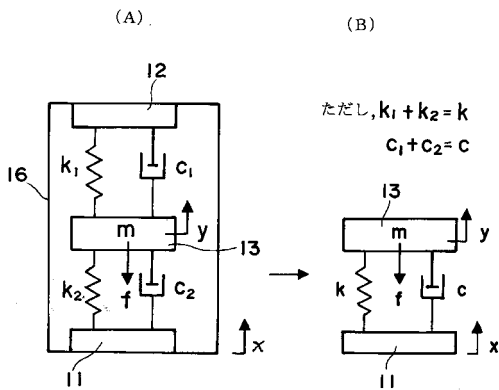 (A)
12
16
k₁
c₁
m
y
13
k₂
f
c₂
x
11
(B)
ただし, k₁+k₂=k
c₁+c₂=c
13
m
y
k
f
c
x
11